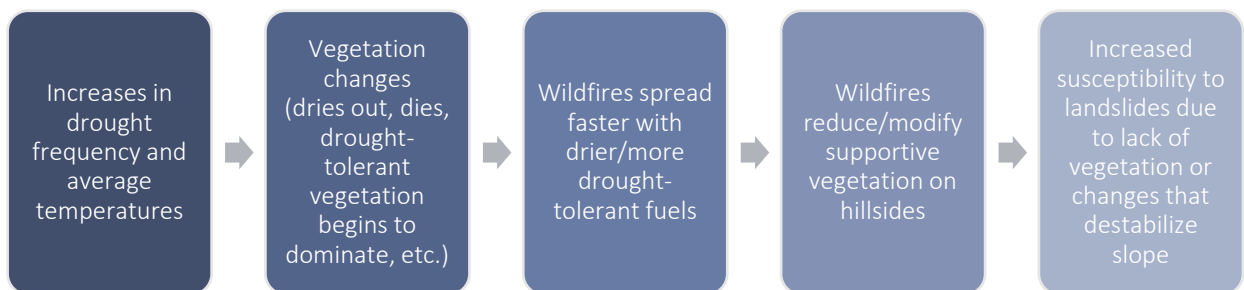 Increases in
drought
frequency and
average
temperatures
Vegetation
changes
(dries out, dies,
drought-
tolerant
vegetation
begins to
dominate, etc.)
Wildfires spread
faster with
drier/more
drought-
tolerant fuels
Wildfires
reduce/modify
supportive
vegetation on
hillsides
Increased
susceptibility to
landslides due
to lack of
vegetation or
changes that
destabilize
slope